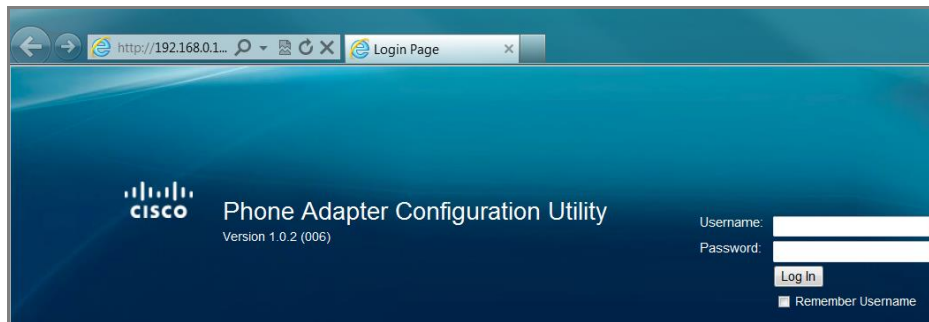 http://192.168.0.1... Login Page
CISCO
Phone Adapter Configuration Utility
Version 1.0.2 (006)
Username:
Password:
Log In
Remember Username